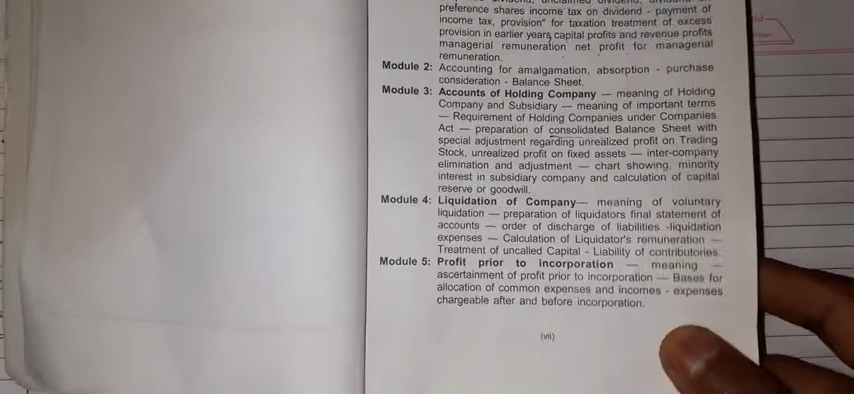 preference shares income tax on dividend - payment of
income tax, provision" for taxation treatment of excess
provision in earlier years capital profits and revenue profits
managerial remuneration net profit for managerial
remuneration.
Module 2: Accounting for amalgamation, absorption - purchase
consideration - Balance Sheet.
Module 3: Accounts of Holding Company — meaning of Holding
Company and Subsidiary — meaning of important terms
— Requirement of Holding Companies under Companies
Act — preparation of consolidated Balance Sheet with
special adjustment regarding unrealized profit on Trading
Stock, unrealized profit on fixed assets — inter-company
elimination and adjustment — chart showing, minority
interest in subsidiary company and calculation of capital
reserve or goodwill.
Module 4: Liquidation of Company— meaning of voluntary
liquidation — preparation of liquidators final statement of
accounts — order of discharge of liabilities -liquidation
expenses — Calculation of Liquidator's remuneration —
Treatment of uncalled Capital - Liability of contributories.
Module 5: Profit prior to incorporation — meaning —
ascertainment of profit prior to incorporation — Bases for
allocation of common expenses and incomes - expenses
chargeable after and before incorporation.
(vii)